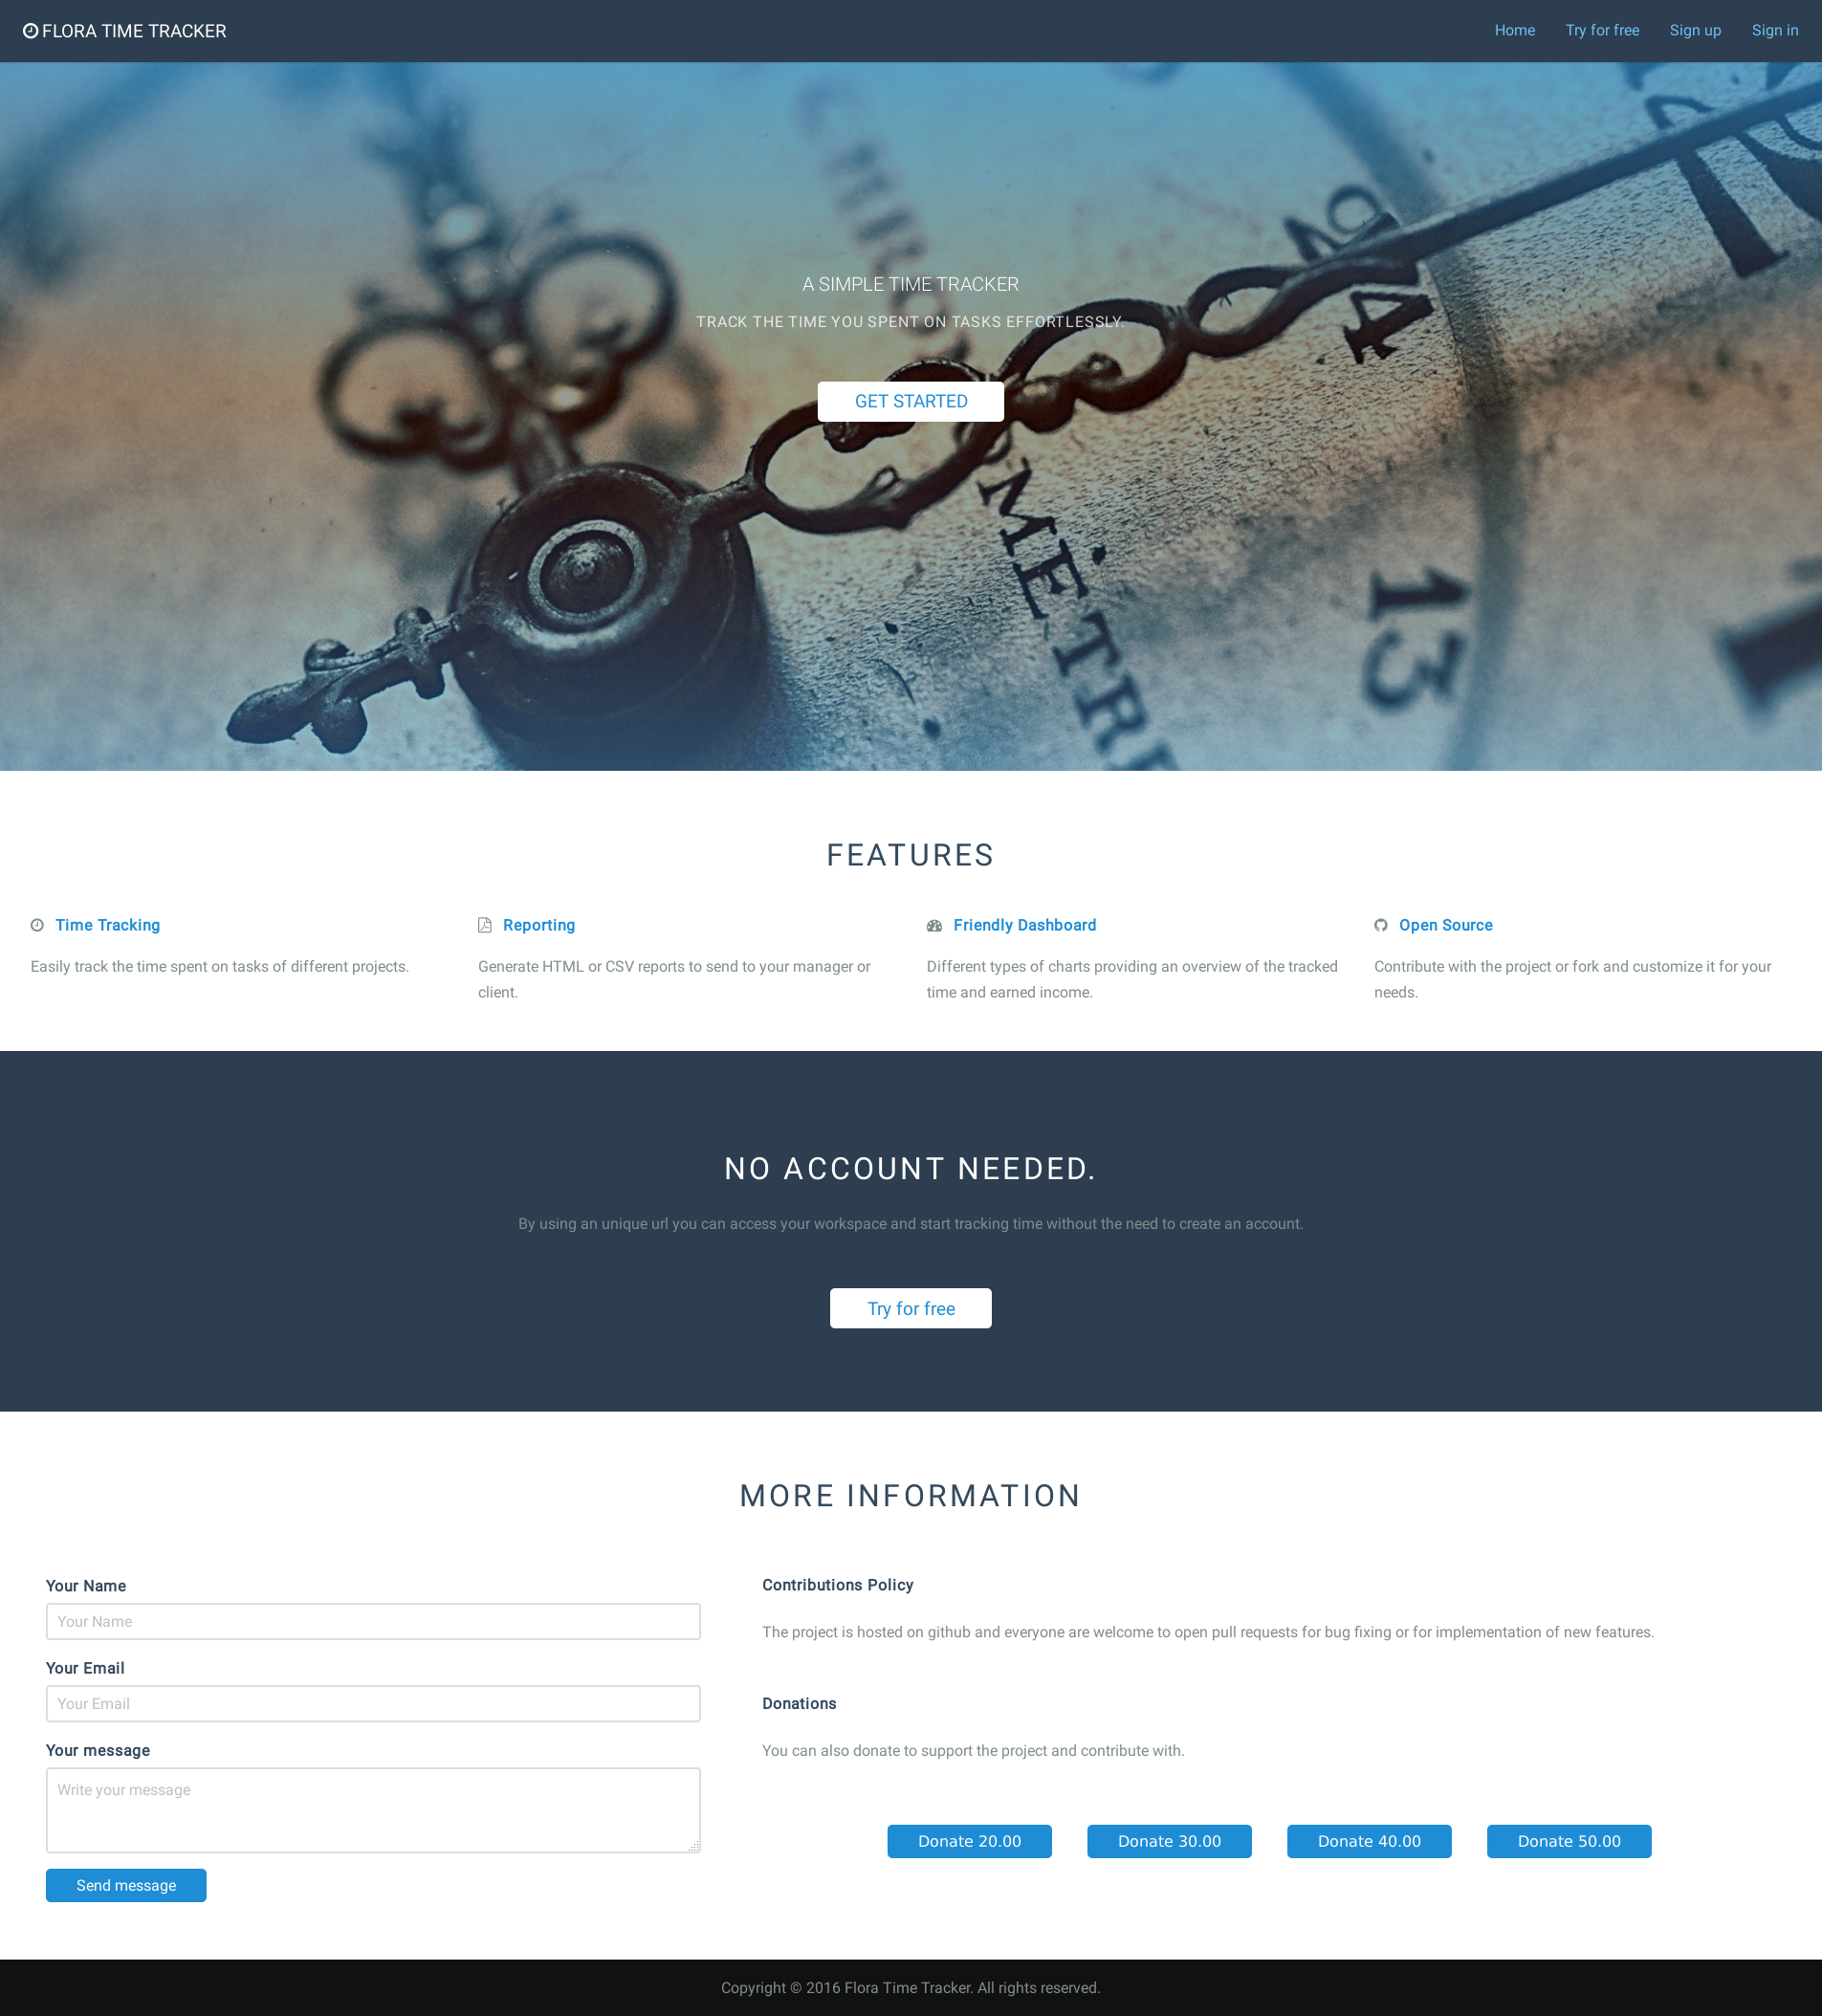 FLORA TIME TRACKER
Home Try for free Sign up Sign in
A SIMPLE TIME TRACKER
TRACK THE TIME YOU SPENT ON TASKS EFFORTLESSLY.
GET STARTED
24
METRE
13
FEATURES
Time Tracking
Easily track the time spent on tasks of different projects.
Reporting
Generate HTML or CSV reports to send to your manager or
client.
Friendly Dashboard
Different types of charts providing an overview of the tracked
time and earned income.
Open Source
Contribute with the project or fork and customize it for your
needs.
NO ACCOUNT NEEDED.
By using an unique url you can access your workspace and start tracking time without the need to create an account.
Try for free
MORE INFORMATION
Your Name
Your Name
Your Email
Your Email
Your message
Write your message
Send message
Contributions Policy
The project is hosted on github and everyone are welcome to open pull requests for bug fixing or for implementation of new features.
Donations
You can also donate to support the project and contribute with.
Donate 20.00 Donate 30.00 Donate 40.00 Donate 50.00
Copyright © 2016 Flora Time Tracker. All rights reserved.